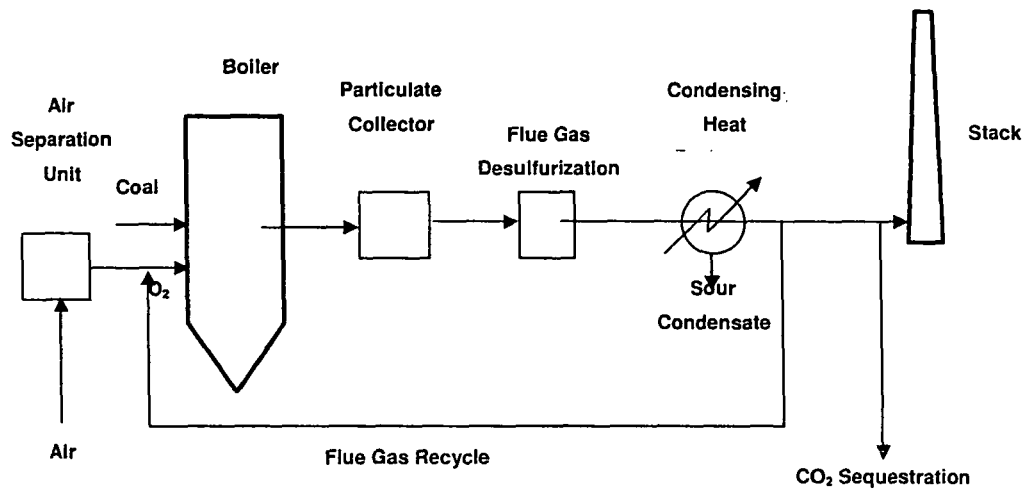 Boiler
Air
Separation
Unit
Coal
O₂
Air
Particulate
Collector
Flue Gas
Desulfurization
Condensing
Heat
Sour
Condensate
Stack
Flue Gas Recycle
CO₂ Sequestration